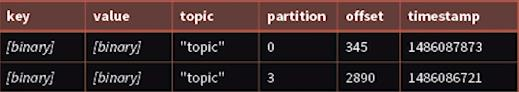 key value topic partition offset timestamp
[binary] [binary] "topic" 0 345 1486087873
[binary] [binary] "topic" 3 2890 1486086721